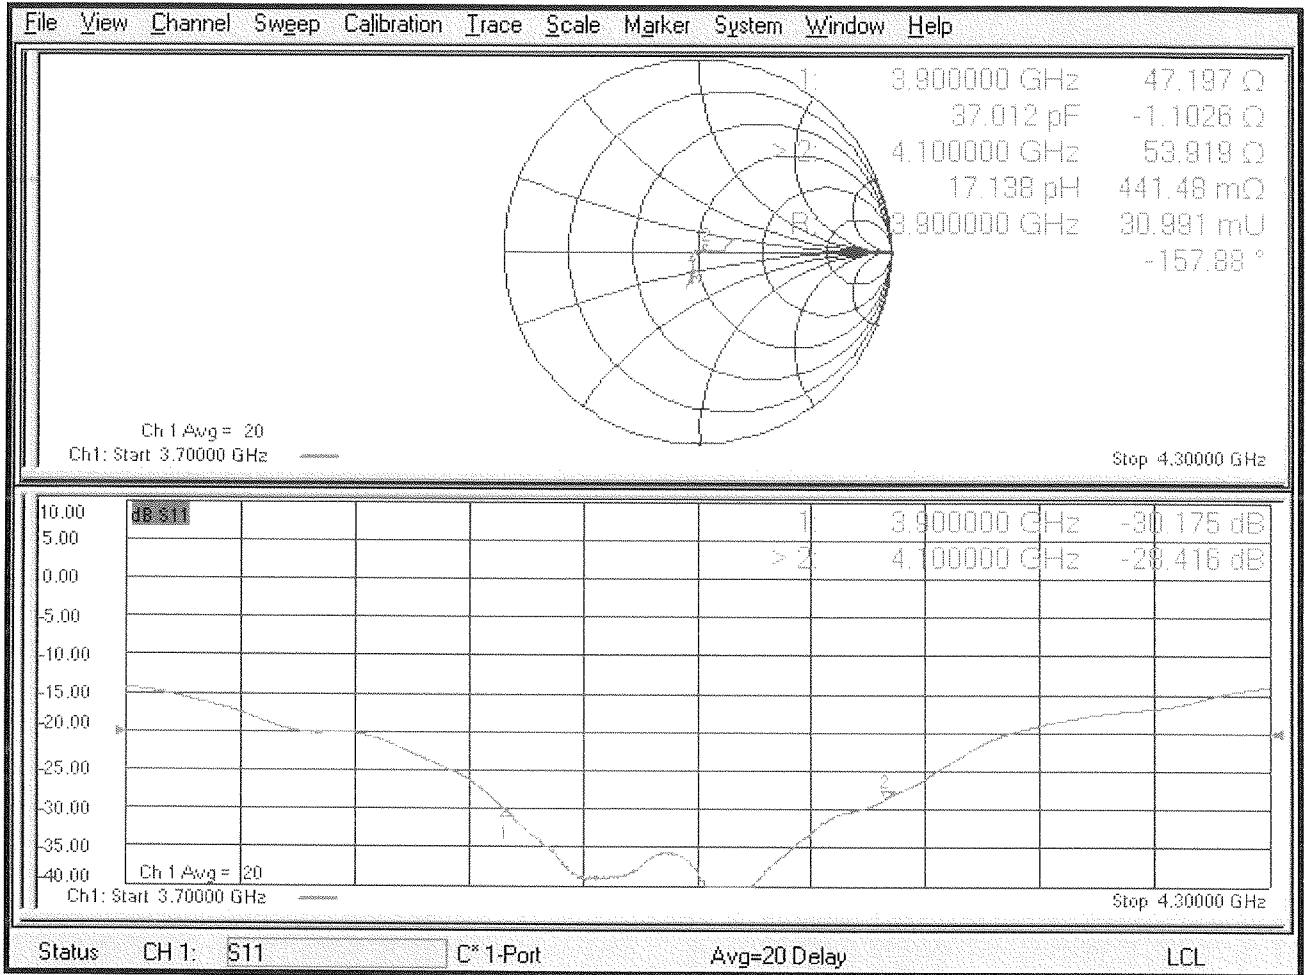 File View Channel Sweep Calibration Trace Scale Marker System Window Help
1: 3.900000 GHz 47.197 Ω
37.012 pF -1.1026 Ω
> 2: 4.100000 GHz 53.919 Ω
17.138 pH 441.48 mΩ
R: 3.900000 GHz 30.991 mU
-157.88 °
Ch 1 Avg = 20
Ch1: Start 3.70000 GHz
Stop 4.30000 GHz
10.00
dB S11
1: 3.900000 GHz -30.175 dB
5.00
> 2: 4.100000 GHz -28.416 dB
0.00
-5.00
-10.00
-15.00
-20.00
-25.00
2
-30.00
1
-35.00
-40.00
Ch 1 Avg = 20
Ch1: Start 3.70000 GHz
Stop 4.30000 GHz
Status CH 1: S11 C* 1-Port Avg=20 Delay LCL